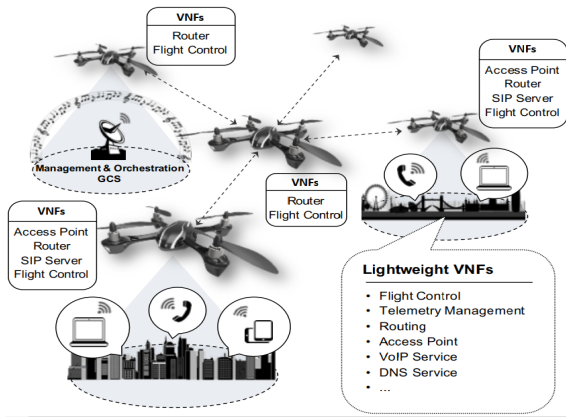 VNFs
Router
Flight Control
VNFs
Access Point
Router
SIP Server
Flight Control
Management & Orchestration
GCS
VNFs
Router
Flight Control
VNFs
Access Point
Router
SIP Server
Flight Control
Lightweight VNFs
• Flight Control
• Telemetry Management
• Routing
• Access Point
• VoIP Service
• DNS Service
• ...